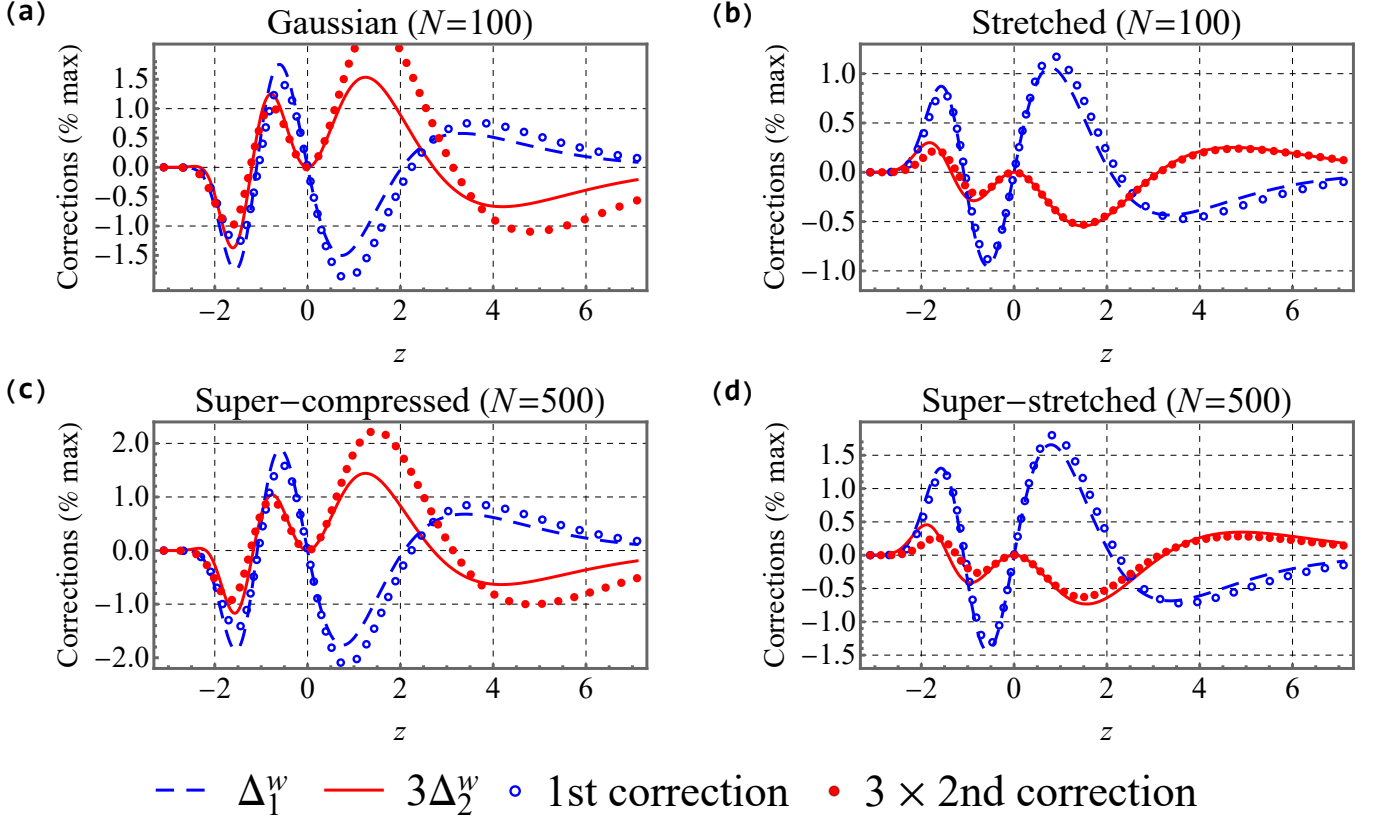 (a)
Gaussian (N=100)
Corrections (% max)
1.5
1.0
0.5
0.0
−0.5
−1.0
−1.5
−2 0 2 4 6
z
(b)
Stretched (N=100)
Corrections (% max)
1.0
0.5
0.0
−0.5
−1.0
−2 0 2 4 6
z
(c)
Super−compressed (N=500)
Corrections (% max)
2.0
1.0
0.0
−1.0
−2.0
−2 0 2 4 6
z
(d)
Super−stretched (N=500)
Corrections (% max)
1.5
1.0
0.5
0.0
−0.5
−1.0
−1.5
−2 0 2 4 6
z
Δ₁ʷ 3Δ₂ʷ 1st correction 3 × 2nd correction